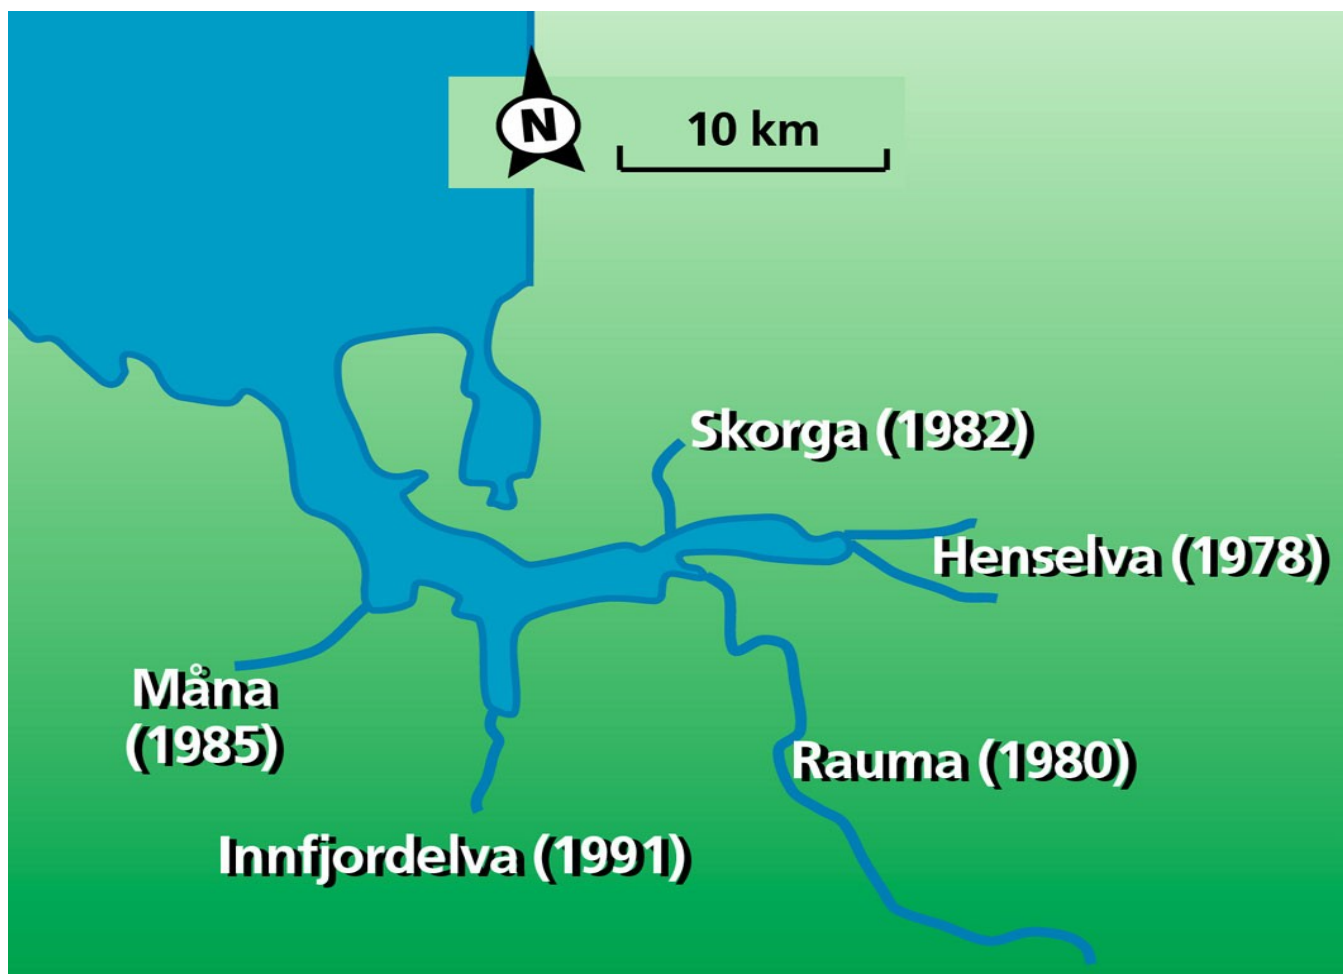 N
10 km
Skorga (1982)
Henselva (1978)
Måna
(1985)
Rauma (1980)
Innfjordelva (1991)